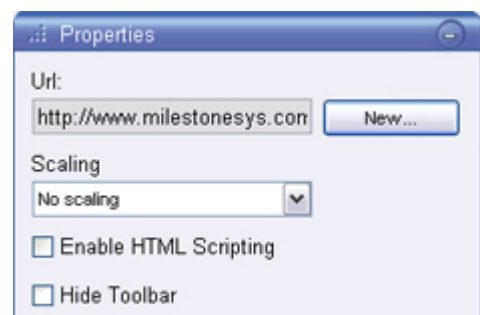 Properties
Url:
http://www.milestonesys.com New...
Scaling
No scaling
Enable HTML Scripting
Hide Toolbar